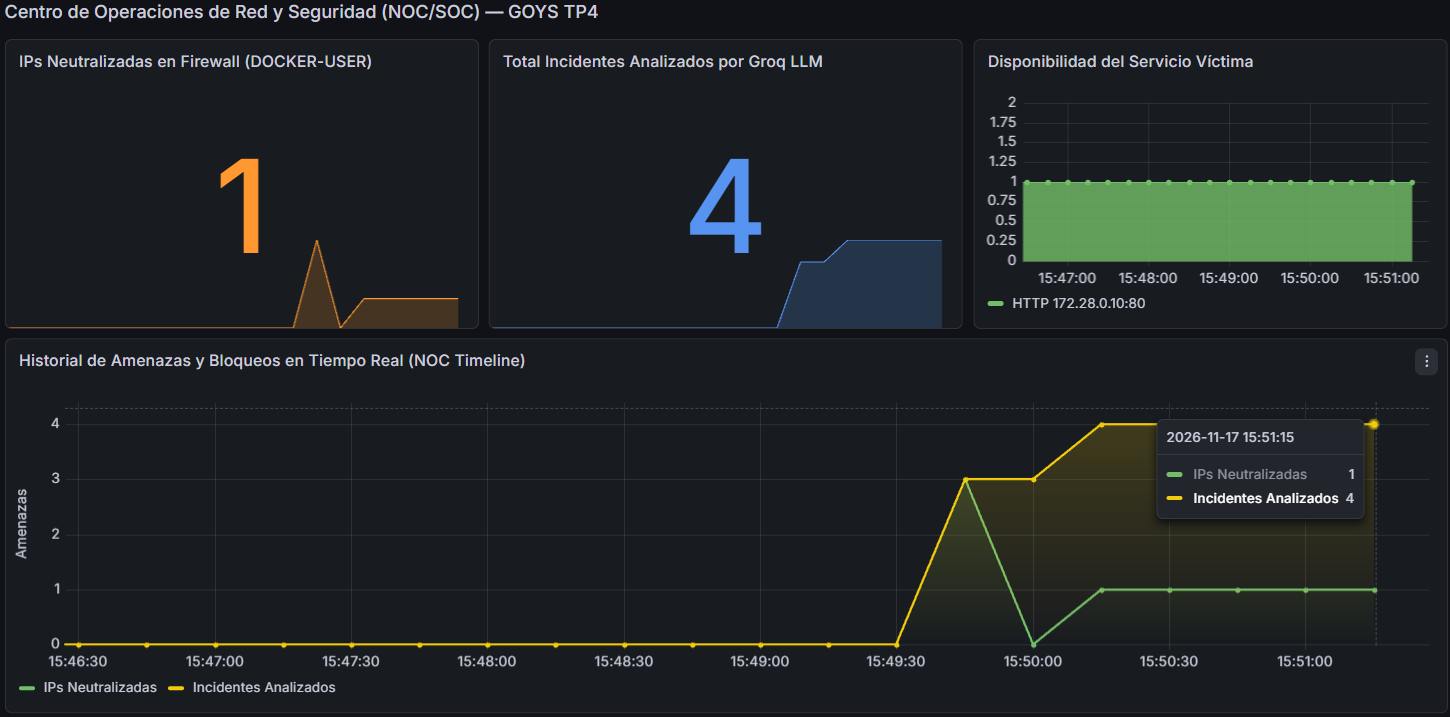 Centro de Operaciones de Red y Seguridad (NOC/SOC) — GOYS TP4
IPs Neutralizadas en Firewall (DOCKER-USER)
1
Total Incidentes Analizados por Groq LLM
4
Disponibilidad del Servicio Víctima
2
1.75
1.5
1.25
1
0.75
0.5
0.25
0
15:47:00 15:48:00 15:49:00 15:50:00 15:51:00
HTTP 172.28.0.10:80
Historial de Amenazas y Bloqueos en Tiempo Real (NOC Timeline)
Amenazas
4
3
2
1
0
2026-11-17 15:51:15
IPs Neutralizadas 1
Incidentes Analizados 4
15:46:30 15:47:00 15:47:30 15:48:00 15:48:30 15:49:00 15:49:30 15:50:00 15:50:30 15:51:00
IPs Neutralizadas Incidentes Analizados